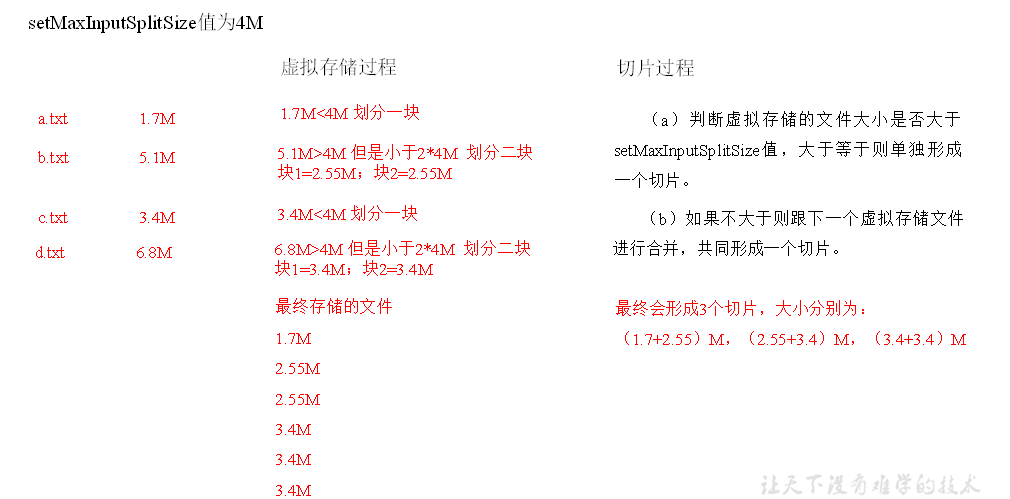 setMaxInputSplitSize值为4M
虚拟存储过程
切片过程
a.txt 1.7M 1.7M<4M 划分一块
b.txt 5.1M 5.1M>4M 但是小于2*4M 划分二块
块1=2.55M；块2=2.55M
c.txt 3.4M 3.4M<4M 划分一块
d.txt 6.8M 6.8M>4M 但是小于2*4M 划分二块
块1=3.4M；块2=3.4M
最终存储的文件
1.7M
2.55M
2.55M
3.4M
3.4M
3.4M
（a）判断虚拟存储的文件大小是否大于
setMaxInputSplitSize值，大于等于则单独形成
一个切片。
（b）如果不大于则跟下一个虚拟存储文件
进行合并，共同形成一个切片。
最终会形成3个切片，大小分别为：
（1.7+2.55）M，（2.55+3.4）M，（3.4+3.4）M
让天下没有难学的技术